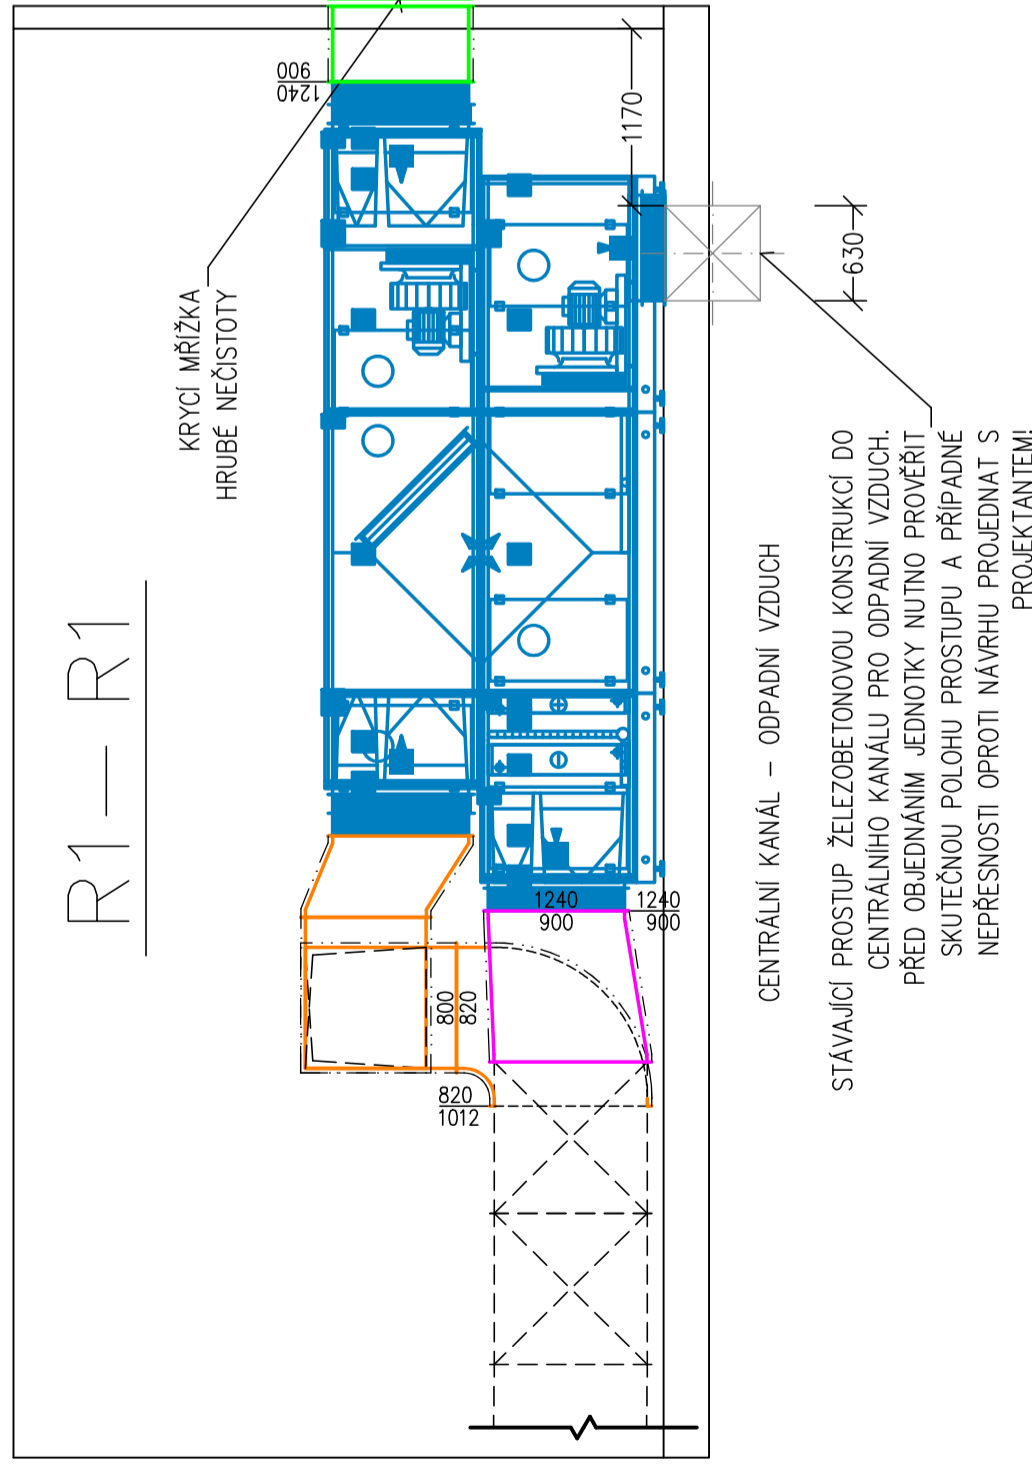 R1 – R1
KRYCÍ MŘÍŽKA
HRUBÉ NEČISTOTY
900
1240
1170
630
1240
900
1240
900
800
820
820
1012
CENTRÁLNÍ KANÁL – ODPADNÍ VZDUCH
STÁVAJÍCÍ PROSTUP ŽELEZOBETONOVOU KONSTRUKCÍ DO
CENTRÁLNÍHO KANÁLU PRO ODPADNÍ VZDUCH.
PŘED OBJEDNÁNÍM JEDNOTKY NUTNO PROVĚŘIT
SKUTEČNOU POLOHU PROSTUPU A PŘÍPADNÉ
NEPŘESNOSTI OPROTI NÁVRHU PROJEDNAT S
PROJEKTANTEM!